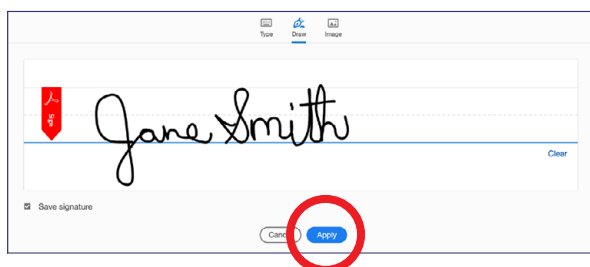 Type Draw Image
Sign
Jane Smith
Clear
Save signature
Cancel Apply